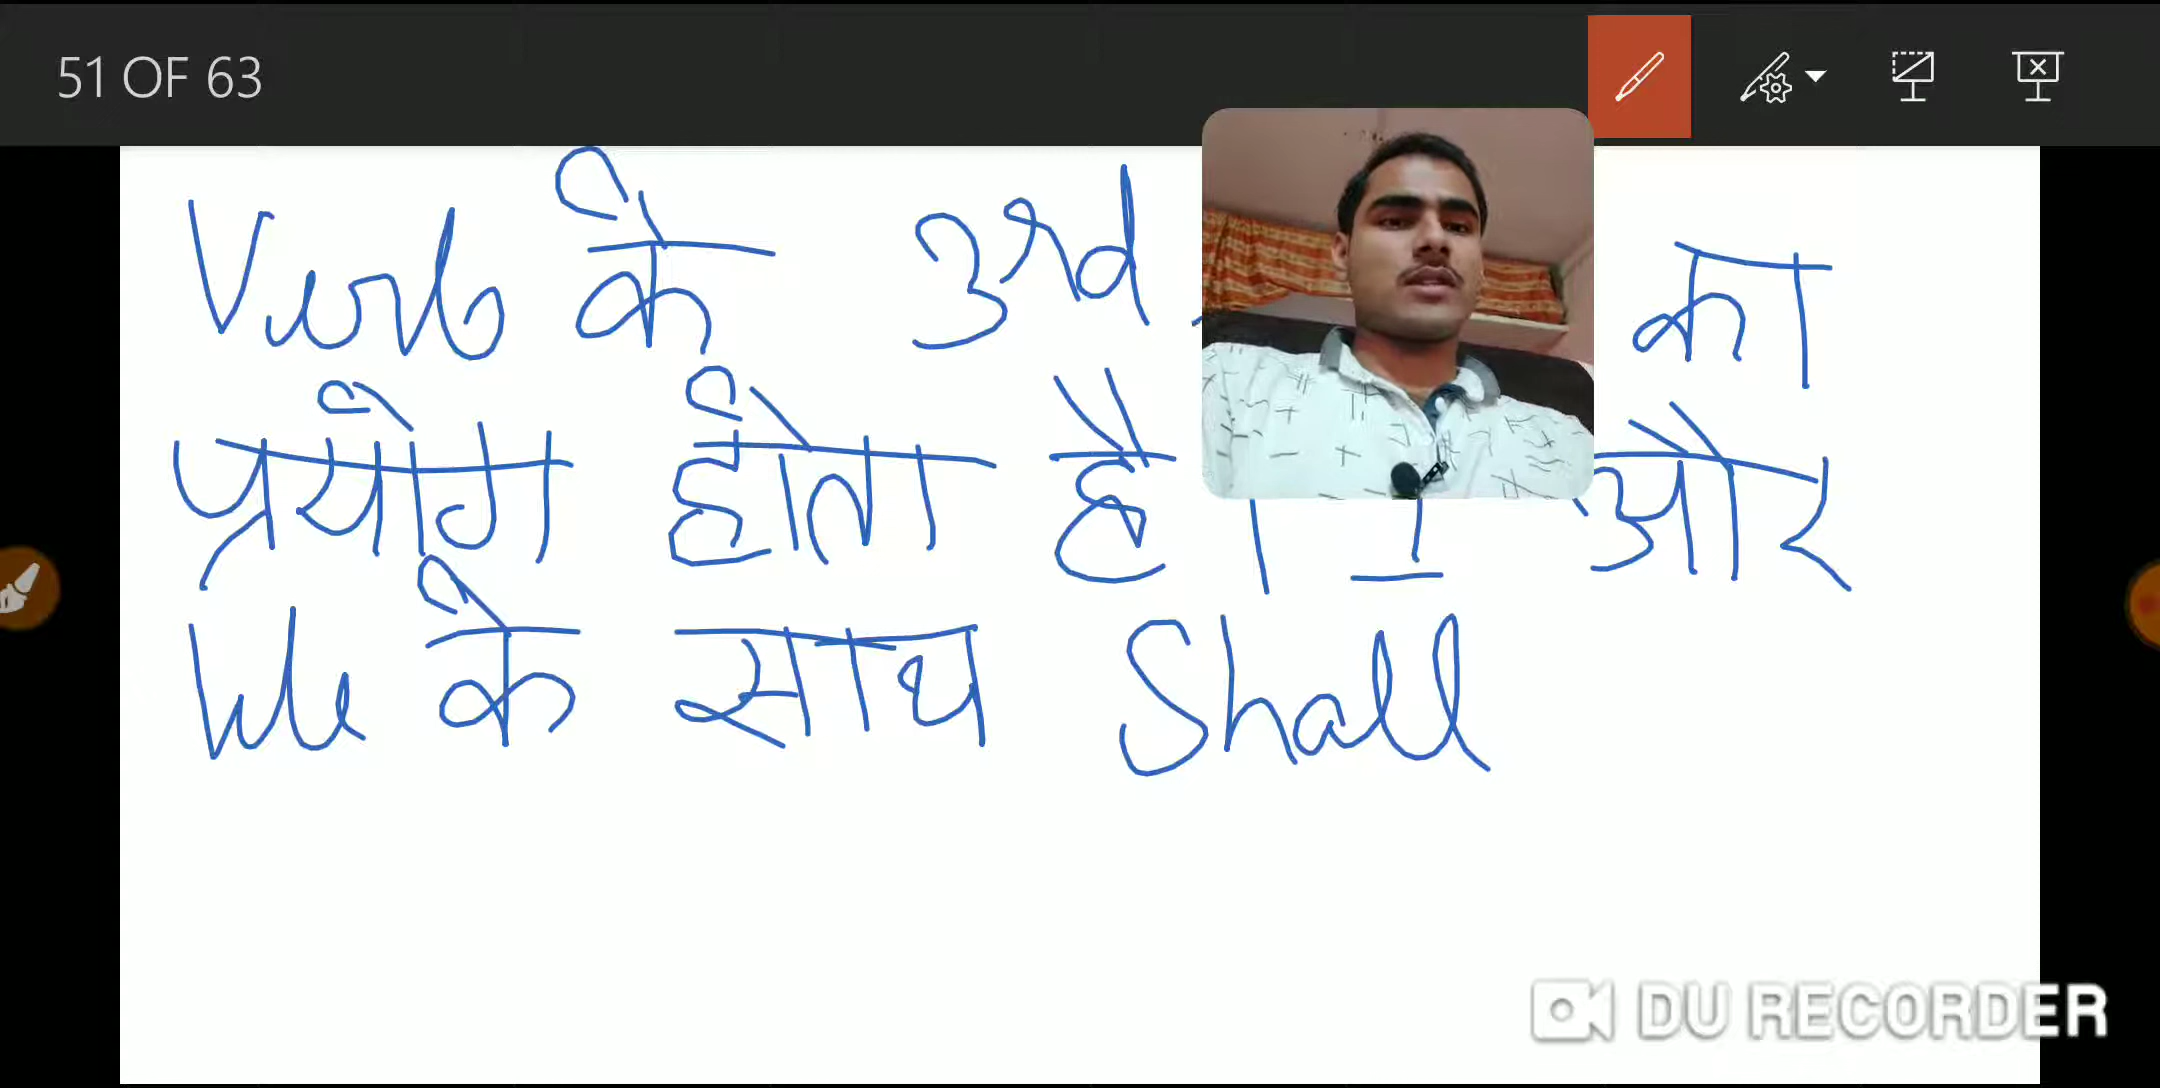 51 OF 63
Verb के 3rd का
प्रयोग होता है। I और
We के साथ Shall
DU RECORDER